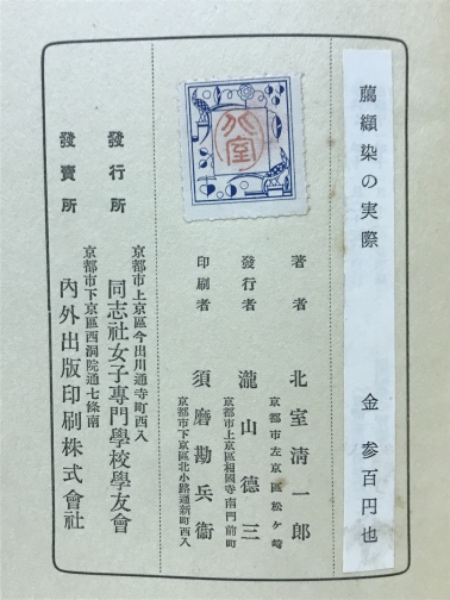 﨟纈染の実際　金　参百円也
著者　北室清一郎
京都市左京區松ヶ崎
發行者　瀧山德三
京都市上京區相國寺南門前町
印刷者　須磨勘兵衞
京都市下京區北小路通新町西入
北室
京都市上京區今出川通寺町西入
發行所　同志社女子專門學校學友會
京都市下京區西洞院通七條南
發賣所　內外出版印刷株式會社